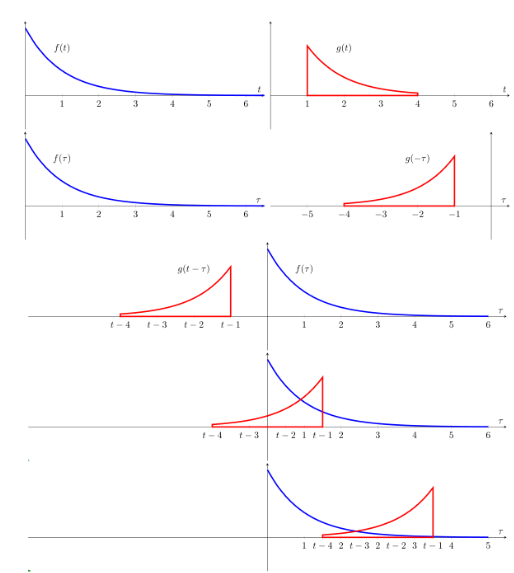 f(t) g(t)
t t
1 2 3 4 5 6 1 2 3 4 5 6
f(τ) g(−τ)
τ τ
1 2 3 4 5 6 −5 −4 −3 −2 −1
g(t − τ) f(τ)
τ
t − 4 t − 3 t − 2 t − 1 1 2 3 4 5 6
τ
t − 4 t − 3 t − 2 1 t − 1 2 3 4 5 6
τ
1 t − 4 2 t − 3 2 t − 2 3 t − 1 4 5